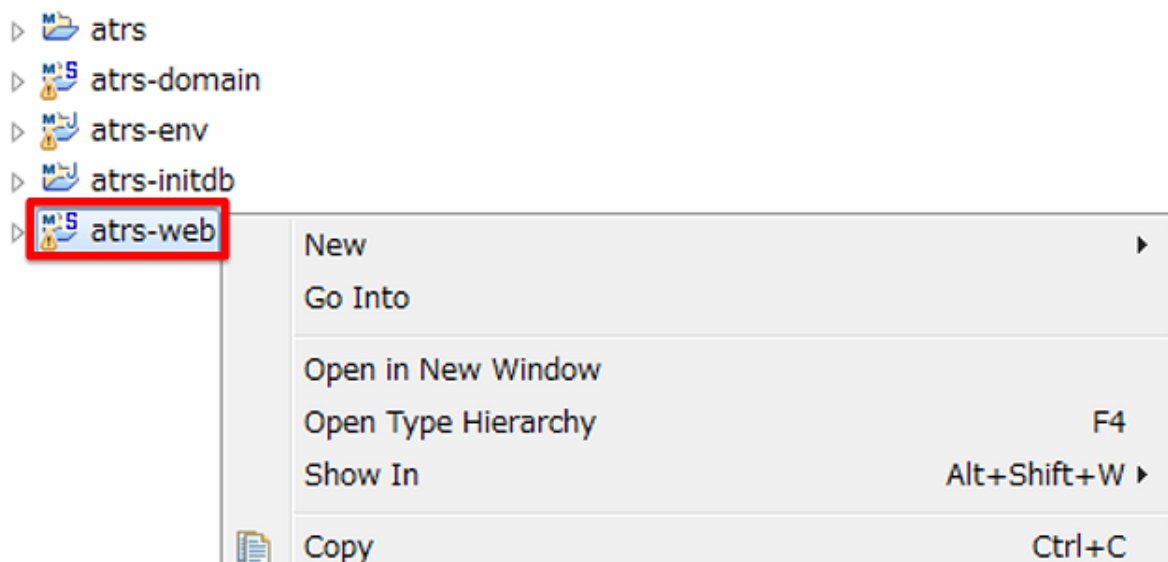 atrs
atrs-domain
atrs-env
atrs-initdb
atrs-web
New
Go Into
Open in New Window
Open Type Hierarchy F4
Show In Alt+Shift+W
Copy Ctrl+C